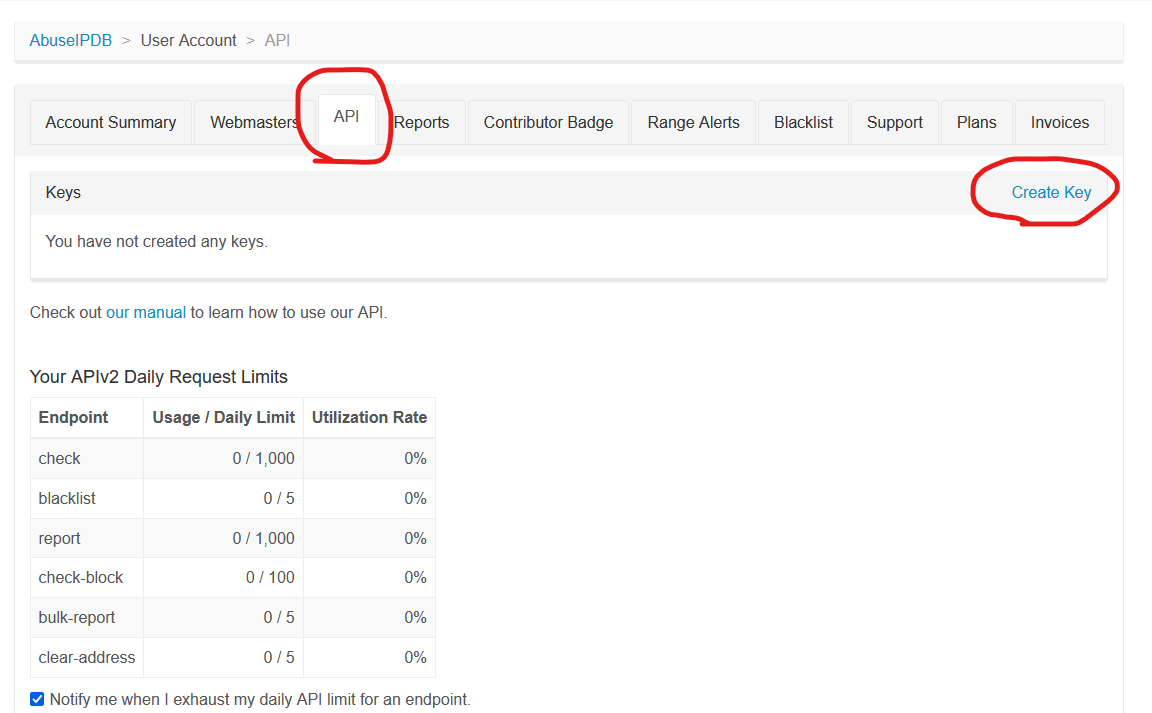 AbuseIPDB > User Account > API
Account Summary Webmasters API Reports Contributor Badge Range Alerts Blacklist Support Plans Invoices
Keys Create Key
You have not created any keys.
Check out our manual to learn how to use our API.
Your APIv2 Daily Request Limits
Endpoint Usage / Daily Limit Utilization Rate
check 0 / 1,000 0%
blacklist 0 / 5 0%
report 0 / 1,000 0%
check-block 0 / 100 0%
bulk-report 0 / 5 0%
clear-address 0 / 5 0%
Notify me when I exhaust my daily API limit for an endpoint.